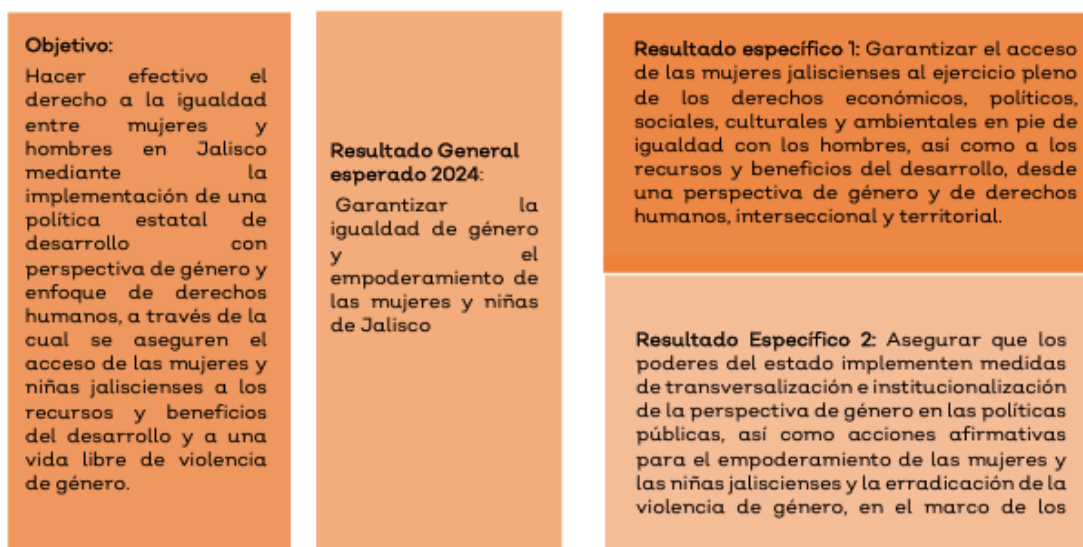 Objetivo:
Hacer efectivo el
derecho a la igualdad
entre mujeres y
hombres en Jalisco
mediante la
implementación de una
política estatal de
desarrollo con
perspectiva de género y
enfoque de derechos
humanos, a través de la
cual se aseguren el
acceso de las mujeres y
niñas jaliscienses a los
recursos y beneficios
del desarrollo y a una
vida libre de violencia
de género.
Resultado General
esperado 2024:
Garantizar la
igualdad de género
y el
empoderamiento de
las mujeres y niñas
de Jalisco
Resultado específico 1: Garantizar el acceso
de las mujeres jaliscienses al ejercicio pleno
de los derechos económicos, políticos,
sociales, culturales y ambientales en pie de
igualdad con los hombres, así como a los
recursos y beneficios del desarrollo, desde
una perspectiva de género y de derechos
humanos, interseccional y territorial.
Resultado Específico 2: Asegurar que los
poderes del estado implementen medidas
de transversalización e institucionalización
de la perspectiva de género en las políticas
públicas, así como acciones afirmativas
para el empoderamiento de las mujeres y
las niñas jaliscienses y la erradicación de la
violencia de género, en el marco de los